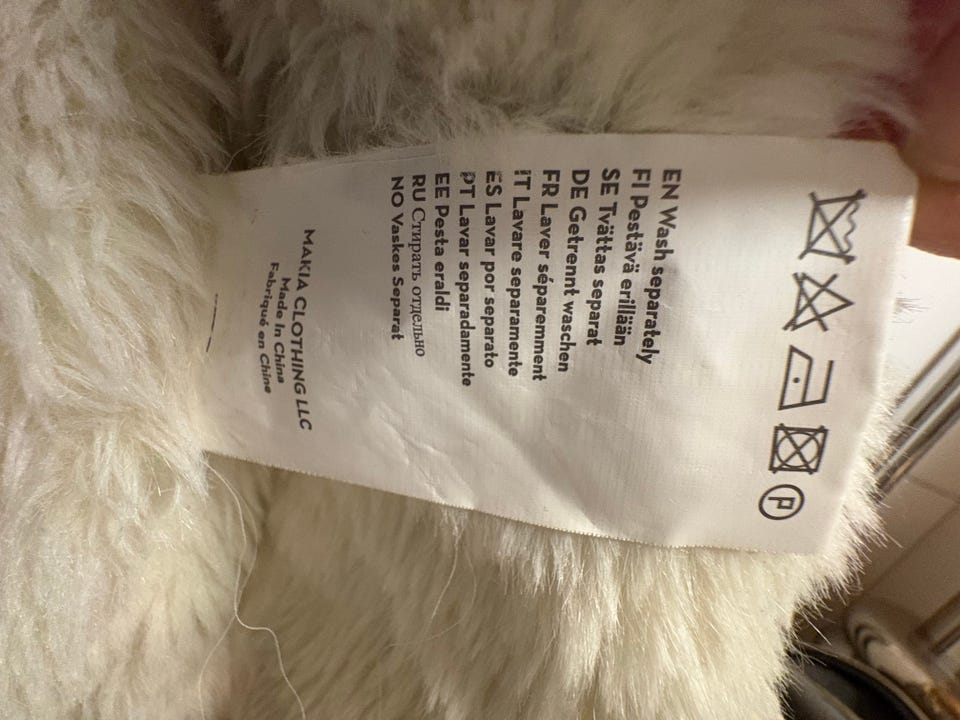 P
EN Wash separately
FI Pestävä erillään
SE Tvättas separat
DE Getrennt waschen
FR Laver séparemment
IT Lavare separamente
ES Lavar por separato
PT Lavar separadamente
EE Pesta eraldi
RU Стирать отдельно
NO Vaskes Separat
MAKIA CLOTHING LLC
Made In China
Fabriqué en Chine